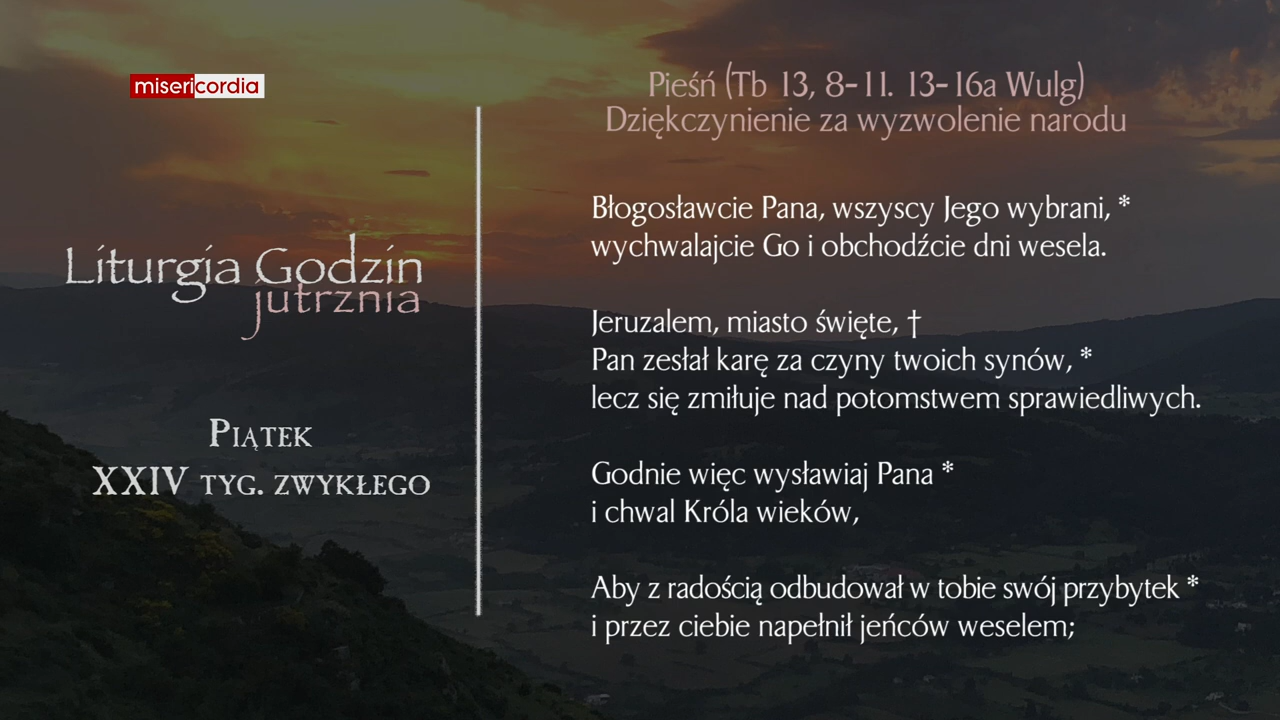 misericordia
Liturgia Godzin
jutrznia
Piątek
XXIV tyg. zwykłego
Pieśń (Tb 13, 8-11. 13-16a Wulg)
Dziękczynienie za wyzwolenie narodu
Błogosławcie Pana, wszyscy Jego wybrani, *
wychwalajcie Go i obchodźcie dni wesela.
Jeruzalem, miasto święte, †
Pan zesłał karę za czyny twoich synów, *
lecz się zmiłuje nad potomstwem sprawiedliwych.
Godnie więc wysławiaj Pana *
i chwal Króla wieków,
Aby z radością odbudował w tobie swój przybytek *
i przez ciebie napełnił jeńców weselem;